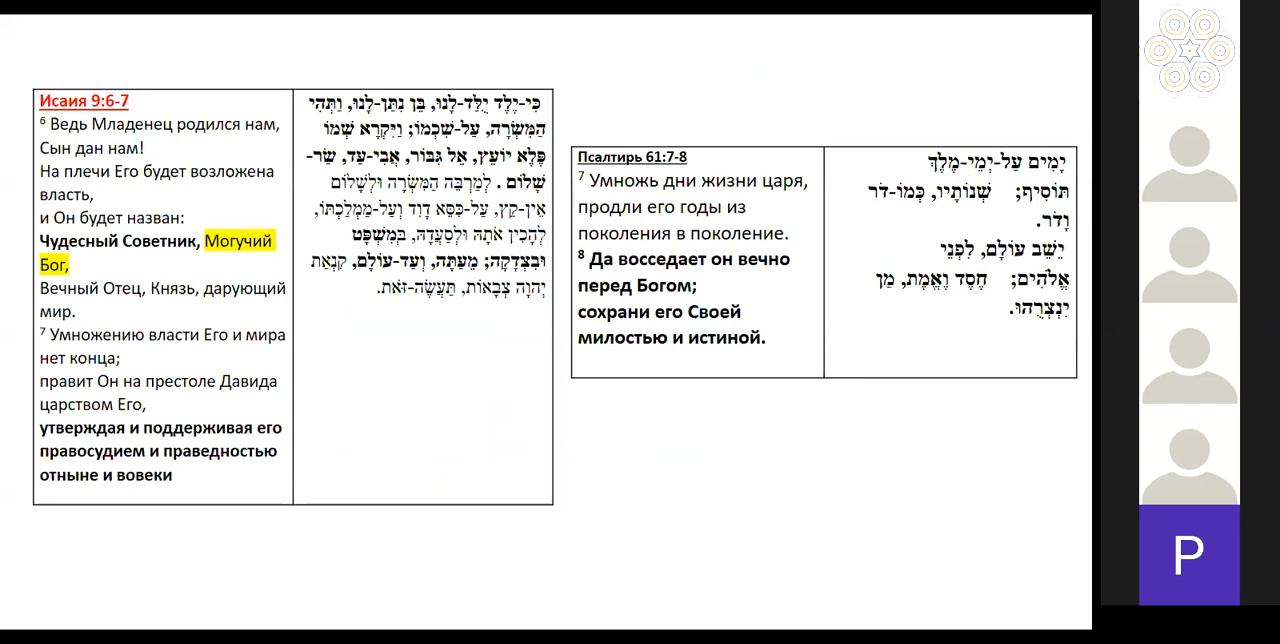 Исаия 9:6-7
⁶ Ведь Младенец родился нам,
Сын дан нам!
На плечи Его будет возложена
власть,
и Он будет назван:
Чудесный Советник, Могучий
Бог,
Вечный Отец, Князь, дарующий
мир.
⁷ Умножению власти Его и мира
нет конца;
правит Он на престоле Давида
царством Его,
утверждая и поддерживая его
правосудием и праведностью
отныне и вовеки
כִּי-יֶלֶד יֻלַּד-לָנוּ, בֵּן נִתַּן-לָנוּ, וַתְּהִי
הַמִּשְׂרָה, עַל-שִׁכְמוֹ; וַיִּקְרָא שְׁמוֹ
פֶּלֶא יוֹעֵץ, אֵל גִּבּוֹר, אֲבִי-עַד, שַׂר-
שָׁלוֹם . לְמַרְבֵּה הַמִּשְׂרָה וּלְשָׁלוֹם
אֵין-קֵץ, עַל-כִּסֵּא דָוִד וְעַל-מַמְלַכְתּוֹ,
לְהָכִין אֹתָהּ וּלְסַעֲדָהּ, בְּמִשְׁפָּט
וּבִצְדָקָה; מֵעַתָּה, וְעַד-עוֹלָם, קִנְאַת
יְהוָה צְבָאוֹת, תַּעֲשֶׂה-זֹּאת.
Псалтирь 61:7-8
⁷ Умножь дни жизни царя,
продли его годы из
поколения в поколение.
⁸ Да восседает он вечно
перед Богом;
сохрани его Своей
милостью и истиной.
יָמִים עַל-יְמֵי-מֶלֶךְ
תּוֹסִיף; שְׁנוֹתָיו, כְּמוֹ-דֹר
וָדֹר.
יֵשֵׁב עוֹלָם, לִפְנֵי
אֱלֹהִים; חֶסֶד וֶאֱמֶת, מַן
יִנְצְרֻהוּ.
P